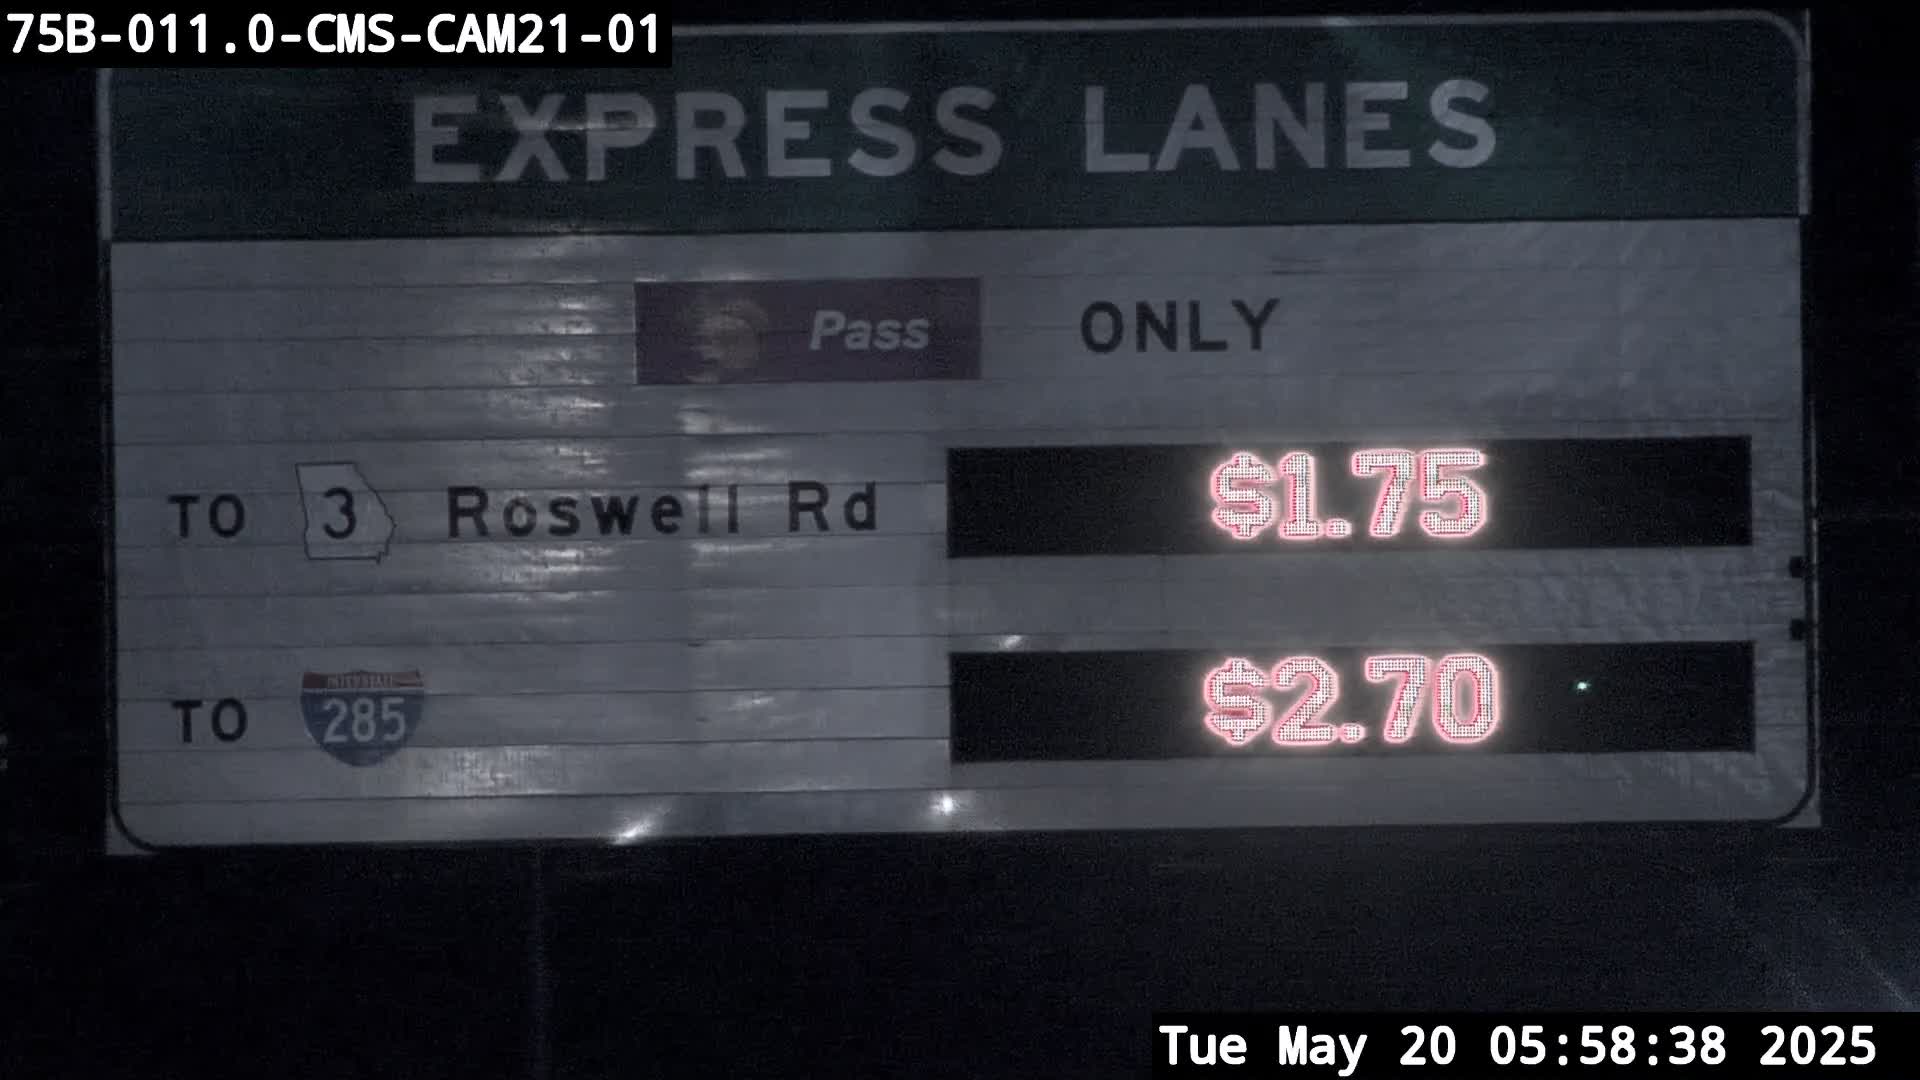 75B-011.0-CMS-CAM21-01
EXPRESS LANES
Pass ONLY
TO 3 Roswell Rd $1.75
INTERSTATE
TO 285 $2.70
Tue May 20 05:58:38 2025